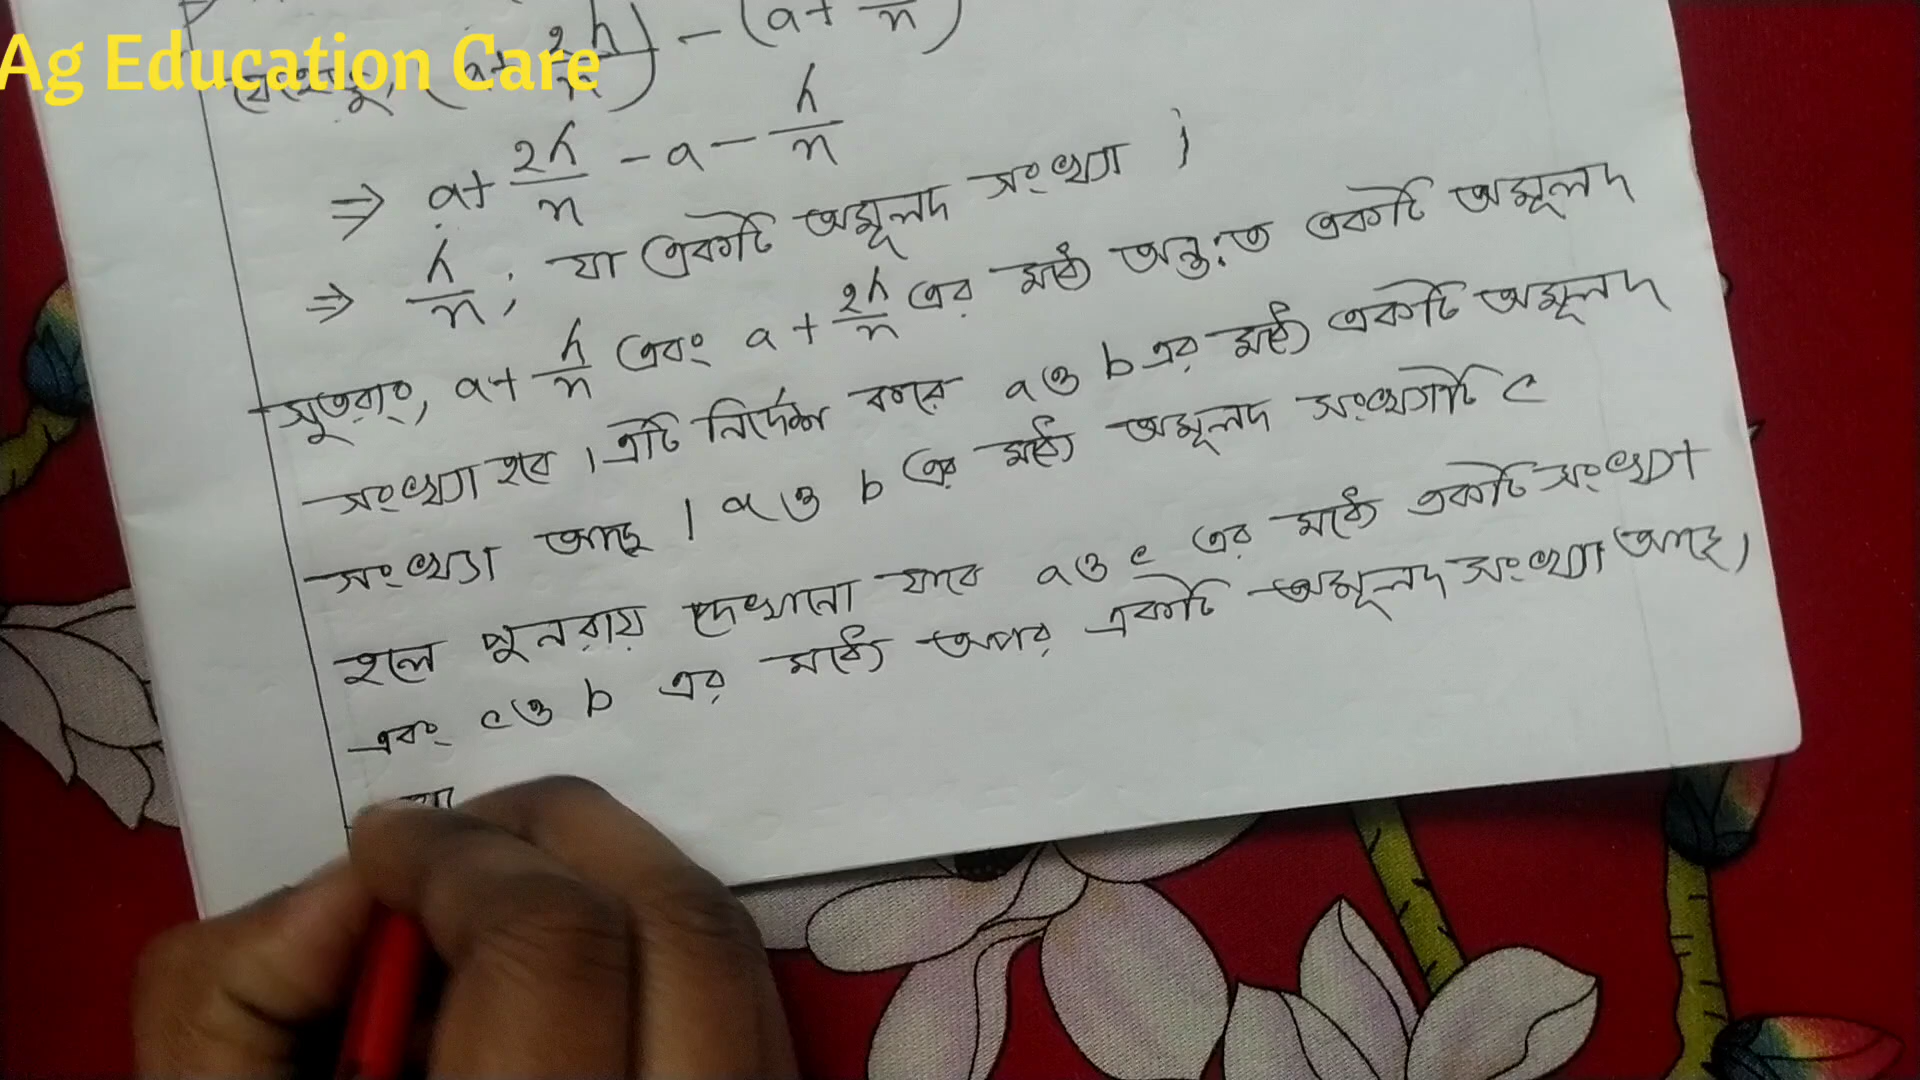 Ag Education Care
যেহেতু, (a+ 2h/n) - (a+ /n)
⇒ a+ 2h/n - a - h/n
⇒ h/n; যা একটি অমূলদ সংখ্যা ।
সুতরাং, a+ h/n এবং a+ 2h/n এর মধ্যে অন্তত একটি অমূলদ
সংখ্যা হবে । এটি নির্দেশ করে a ও b এর মধ্যে একটি অমূলদ
সংখ্যা আছে । a ও b এর মধ্যে অমূলদ সংখ্যাটি c
হলে পুনরায় দেখানো যাবে a ও c এর মধ্যে একটি সংখ্যা
এবং c ও b এর মধ্যে অপর একটি অমূলদ সংখ্যা আছে,